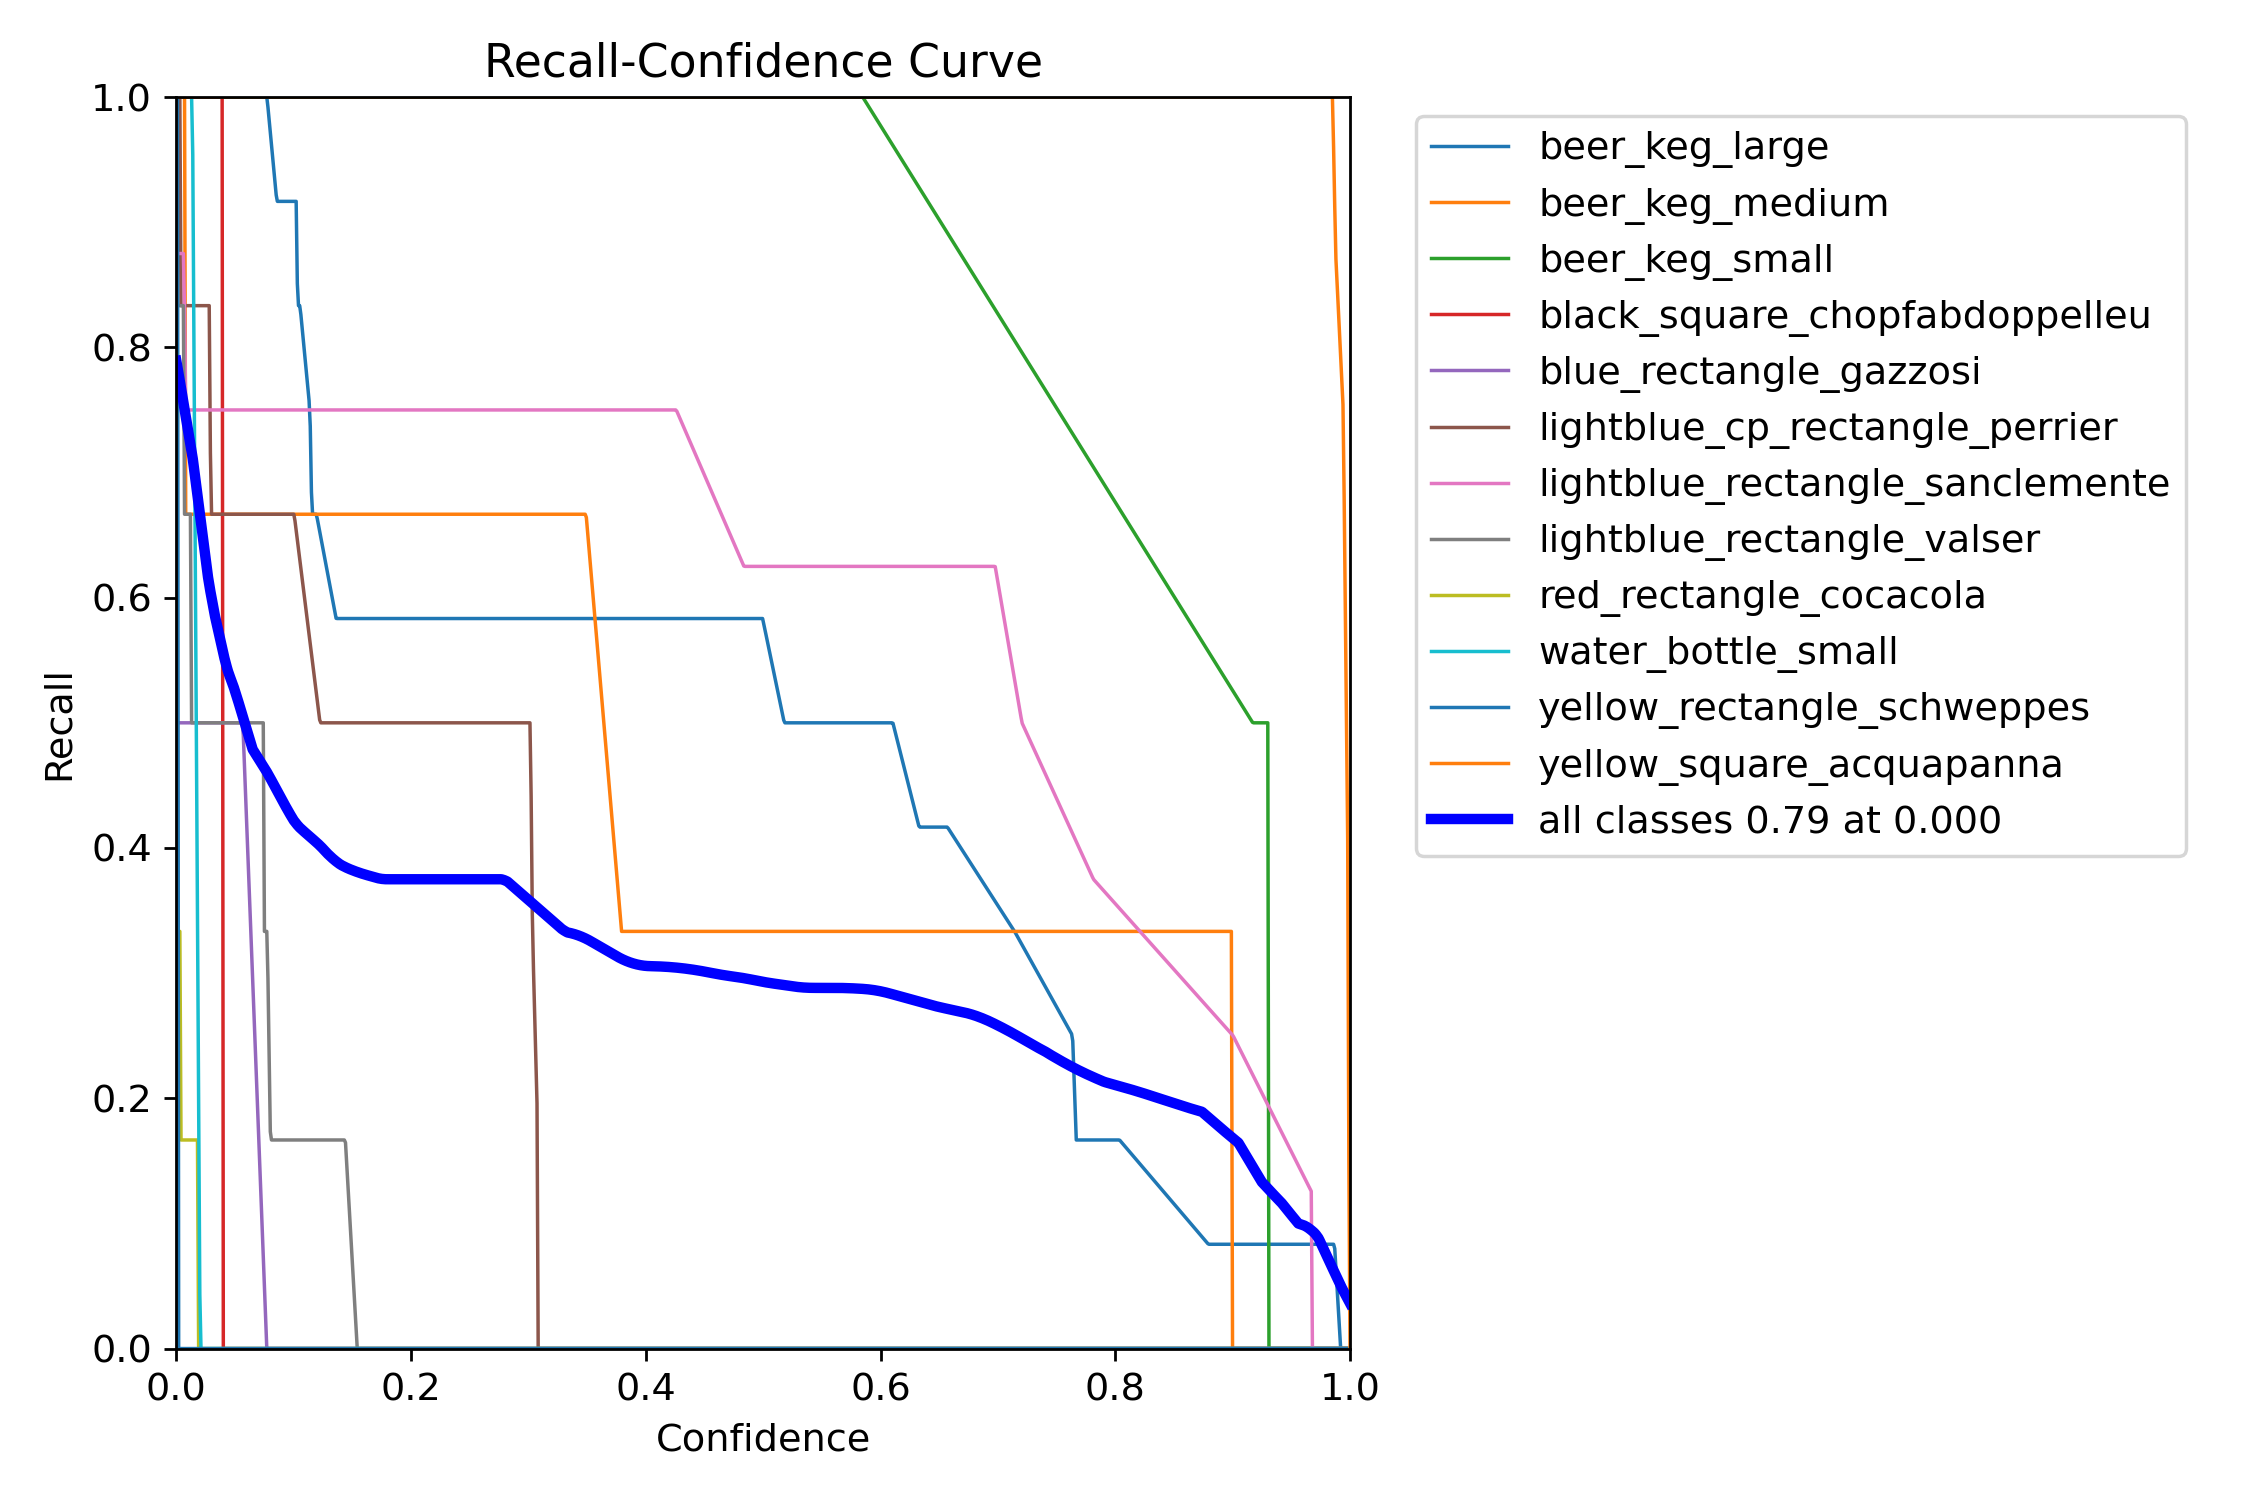 Recall-Confidence Curve
1.0
0.8
0.6
0.4
0.2
0.0
Recall
0.0 0.2 0.4 0.6 0.8 1.0
Confidence
beer_keg_large
beer_keg_medium
beer_keg_small
black_square_chopfabdoppelleu
blue_rectangle_gazzosi
lightblue_cp_rectangle_perrier
lightblue_rectangle_sanclemente
lightblue_rectangle_valser
red_rectangle_cocacola
water_bottle_small
yellow_rectangle_schweppes
yellow_square_acquapanna
all classes 0.79 at 0.000